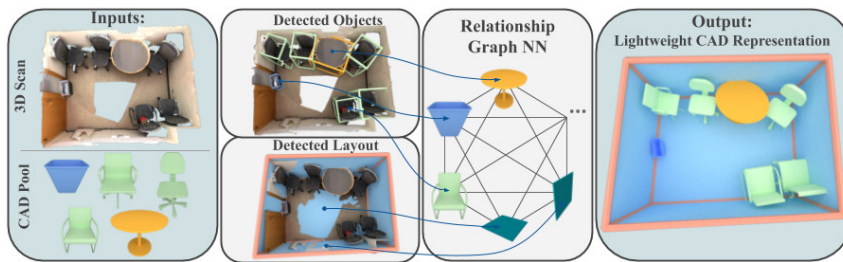 Inputs:
3D Scan
CAD Pool
Detected Objects
Detected Layout
Relationship
Graph NN
...
Output:
Lightweight CAD Representation